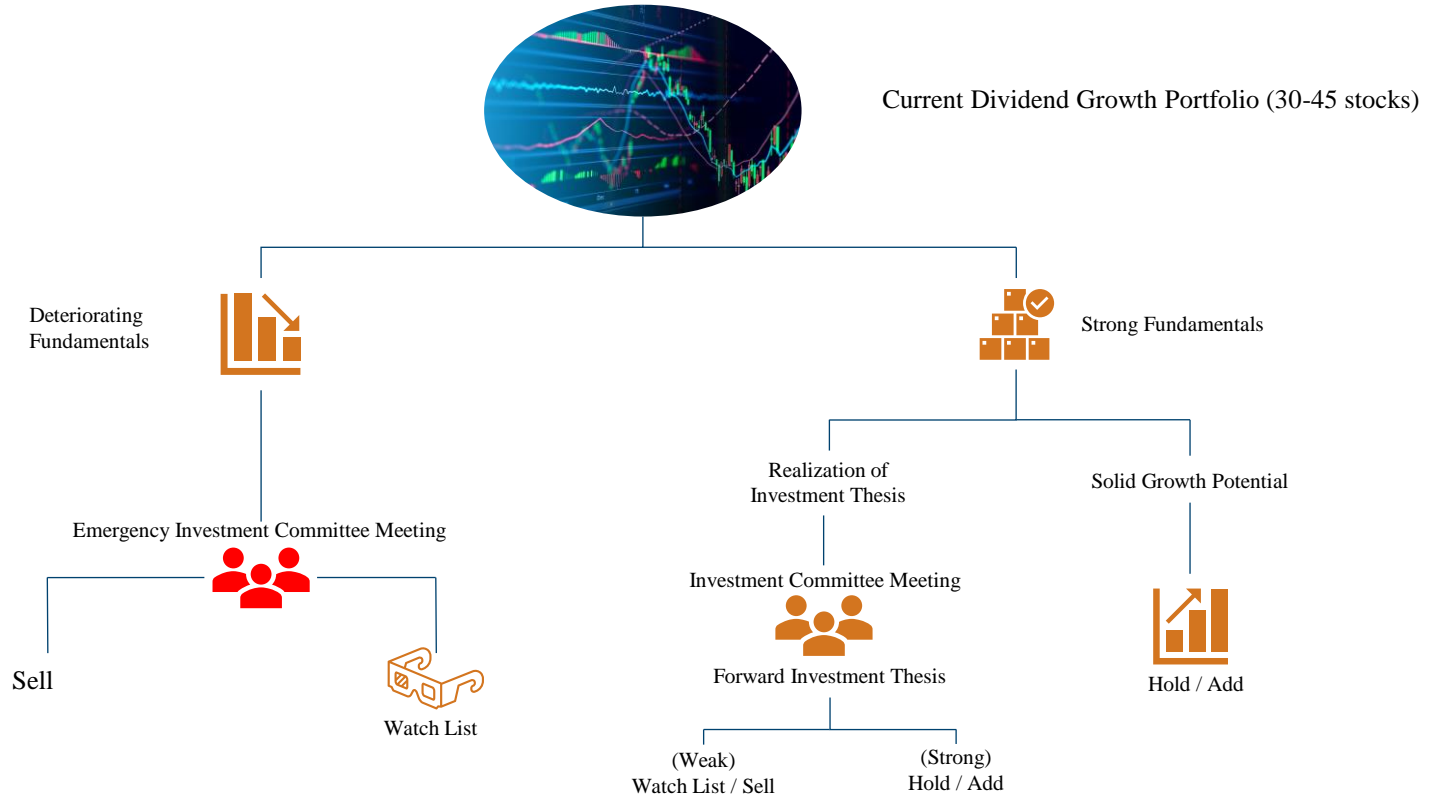 Current Dividend Growth Portfolio (30-45 stocks)
Deteriorating
Fundamentals
Strong Fundamentals
Realization of
Investment Thesis
Solid Growth Potential
Emergency Investment Committee Meeting
Investment Committee Meeting
Sell
Watch List
Forward Investment Thesis
Hold / Add
(Weak)
Watch List / Sell
(Strong)
Hold / Add